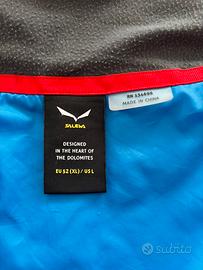 SALEWA
DESIGNED
IN THE HEART
OF THE
DOLOMITES
EU 52 (XL) / US L
MADE IN CHINA
subito